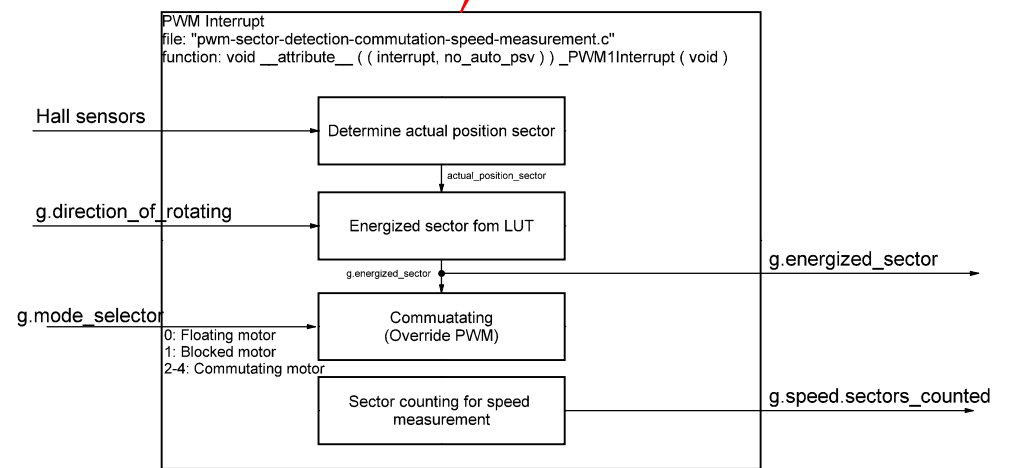 PWM Interrupt
file: "pwm-sector-detection-commutation-speed-measurement.c"
function: void __attribute__ ( ( interrupt, no_auto_psv ) ) _PWM1Interrupt ( void )
Hall sensors
Determine actual position sector
actual_position_sector
g.direction_of_rotating
Energized sector fom LUT
g.energized_sector
g.energized_sector
g.mode_selector
Commuatating
(Override PWM)
0: Floating motor
1: Blocked motor
2-4: Commutating motor
Sector counting for speed
measurement
g.speed.sectors_counted